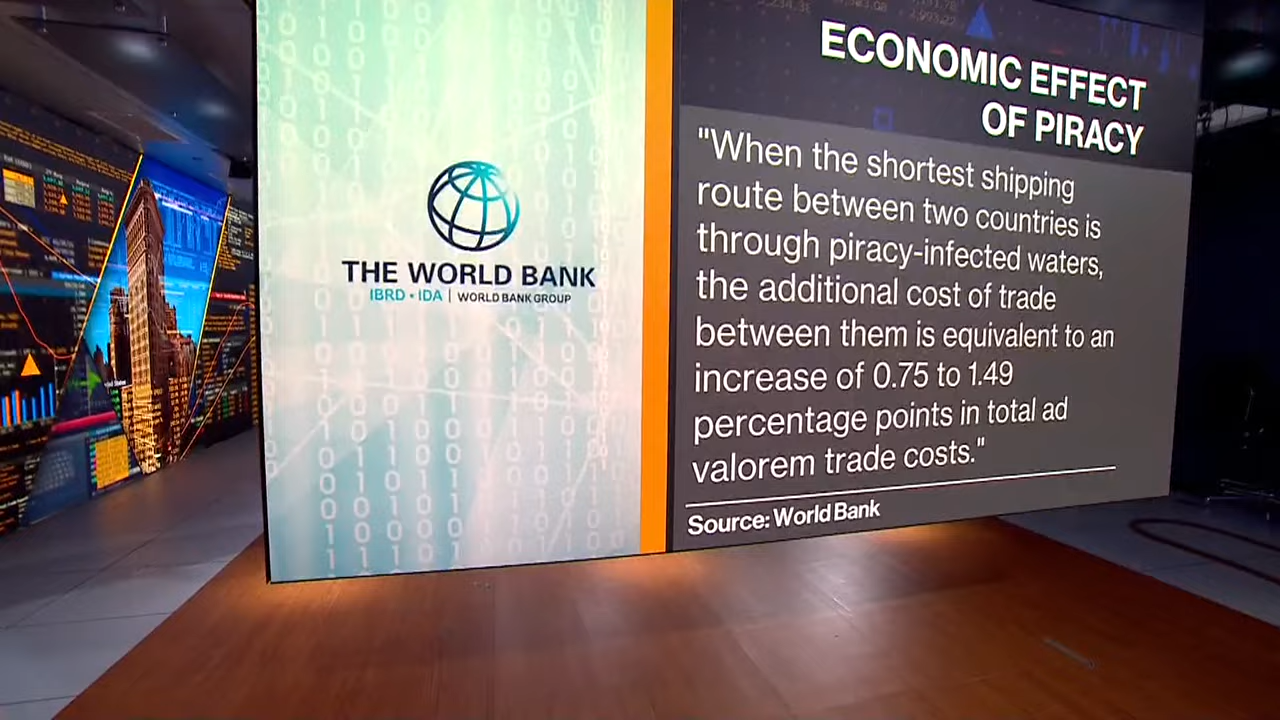 THE WORLD BANK
IBRD • IDA | WORLD BANK GROUP
ECONOMIC EFFECT
OF PIRACY
"When the shortest shipping
route between two countries is
through piracy-infected waters,
the additional cost of trade
between them is equivalent to an
increase of 0.75 to 1.49
percentage points in total ad
valorem trade costs."
Source: World Bank